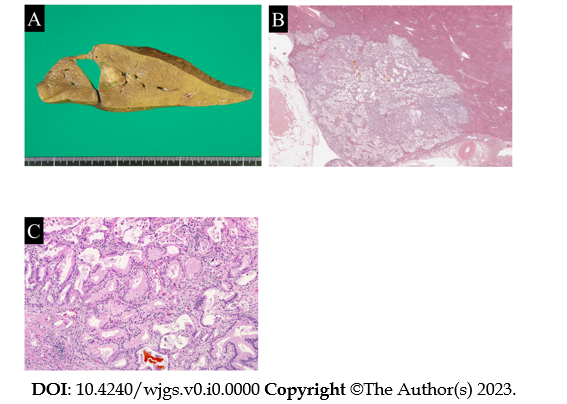 A
B
C
DOI: 10.4240/wjgs.v0.i0.0000 Copyright ©The Author(s) 2023.